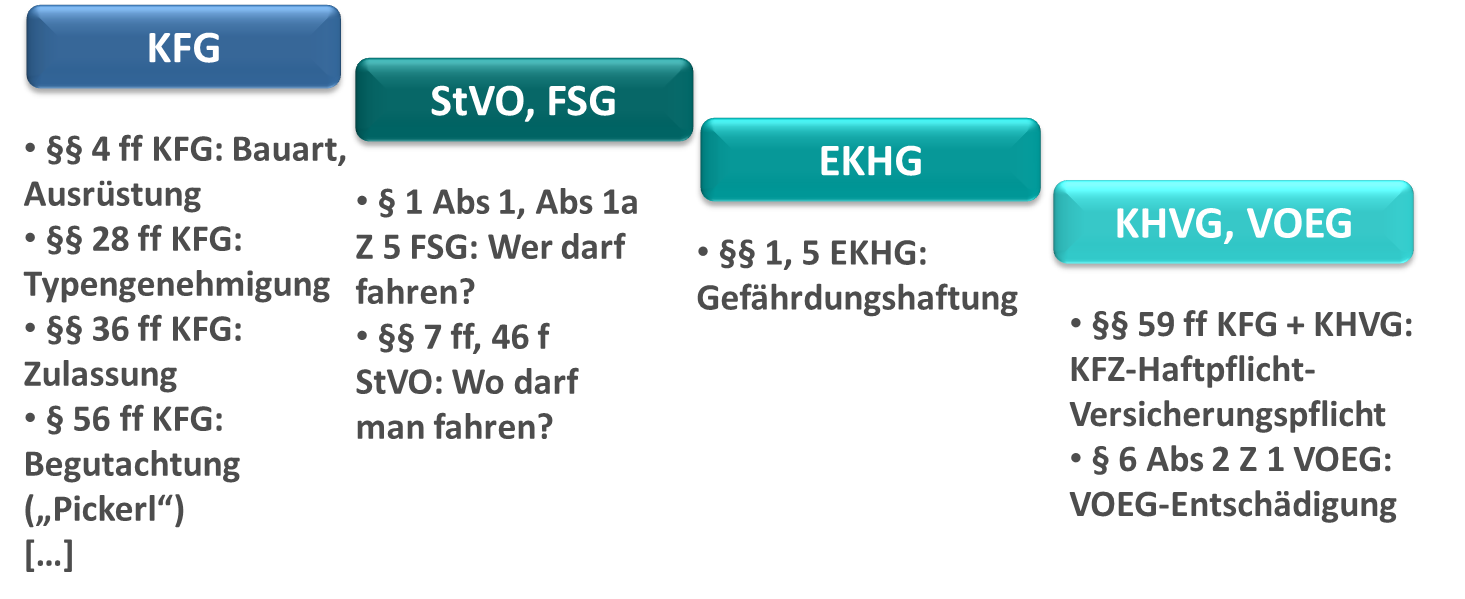 KFG
• §§ 4 ff KFG: Bauart,
Ausrüstung
• §§ 28 ff KFG:
Typengenehmigung
• §§ 36 ff KFG:
Zulassung
• § 56 ff KFG:
Begutachtung
(„Pickerl“)
[…]
StVO, FSG
• § 1 Abs 1, Abs 1a
Z 5 FSG: Wer darf
fahren?
• §§ 7 ff, 46 f
StVO: Wo darf
man fahren?
EKHG
• §§ 1, 5 EKHG:
Gefährdungshaftung
KHVG, VOEG
• §§ 59 ff KFG + KHVG:
KFZ-Haftpflicht-
Versicherungspflicht
• § 6 Abs 2 Z 1 VOEG:
VOEG-Entschädigung